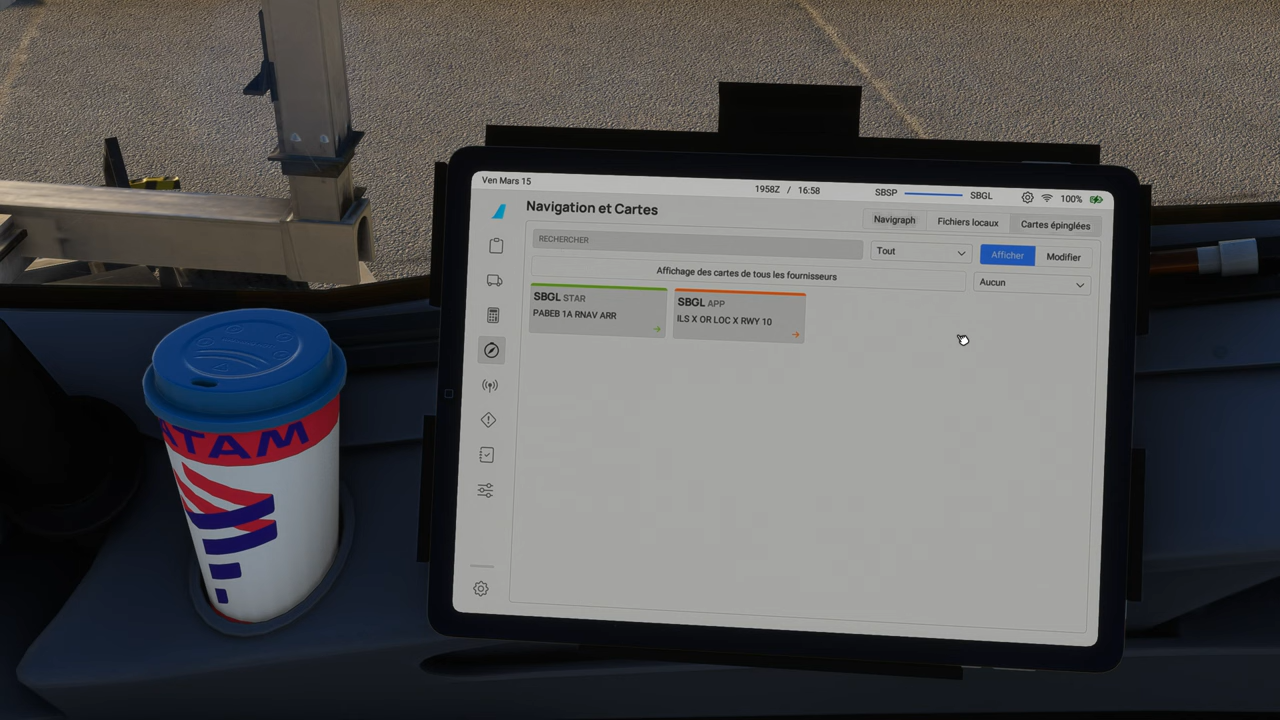 Ven Mars 15
1958Z / 16:58
SBSP
SBGL
100%
Navigation et Cartes
Navigraph
Fichiers locaux
Cartes épinglées
RECHERCHER
Tout
Afficher
Modifier
Affichage des cartes de tous les fournisseurs
Aucun
SBGL STAR
PABEB 1A RNAV ARR
SBGL APP
ILS X OR LOC X RWY 10
ATAM